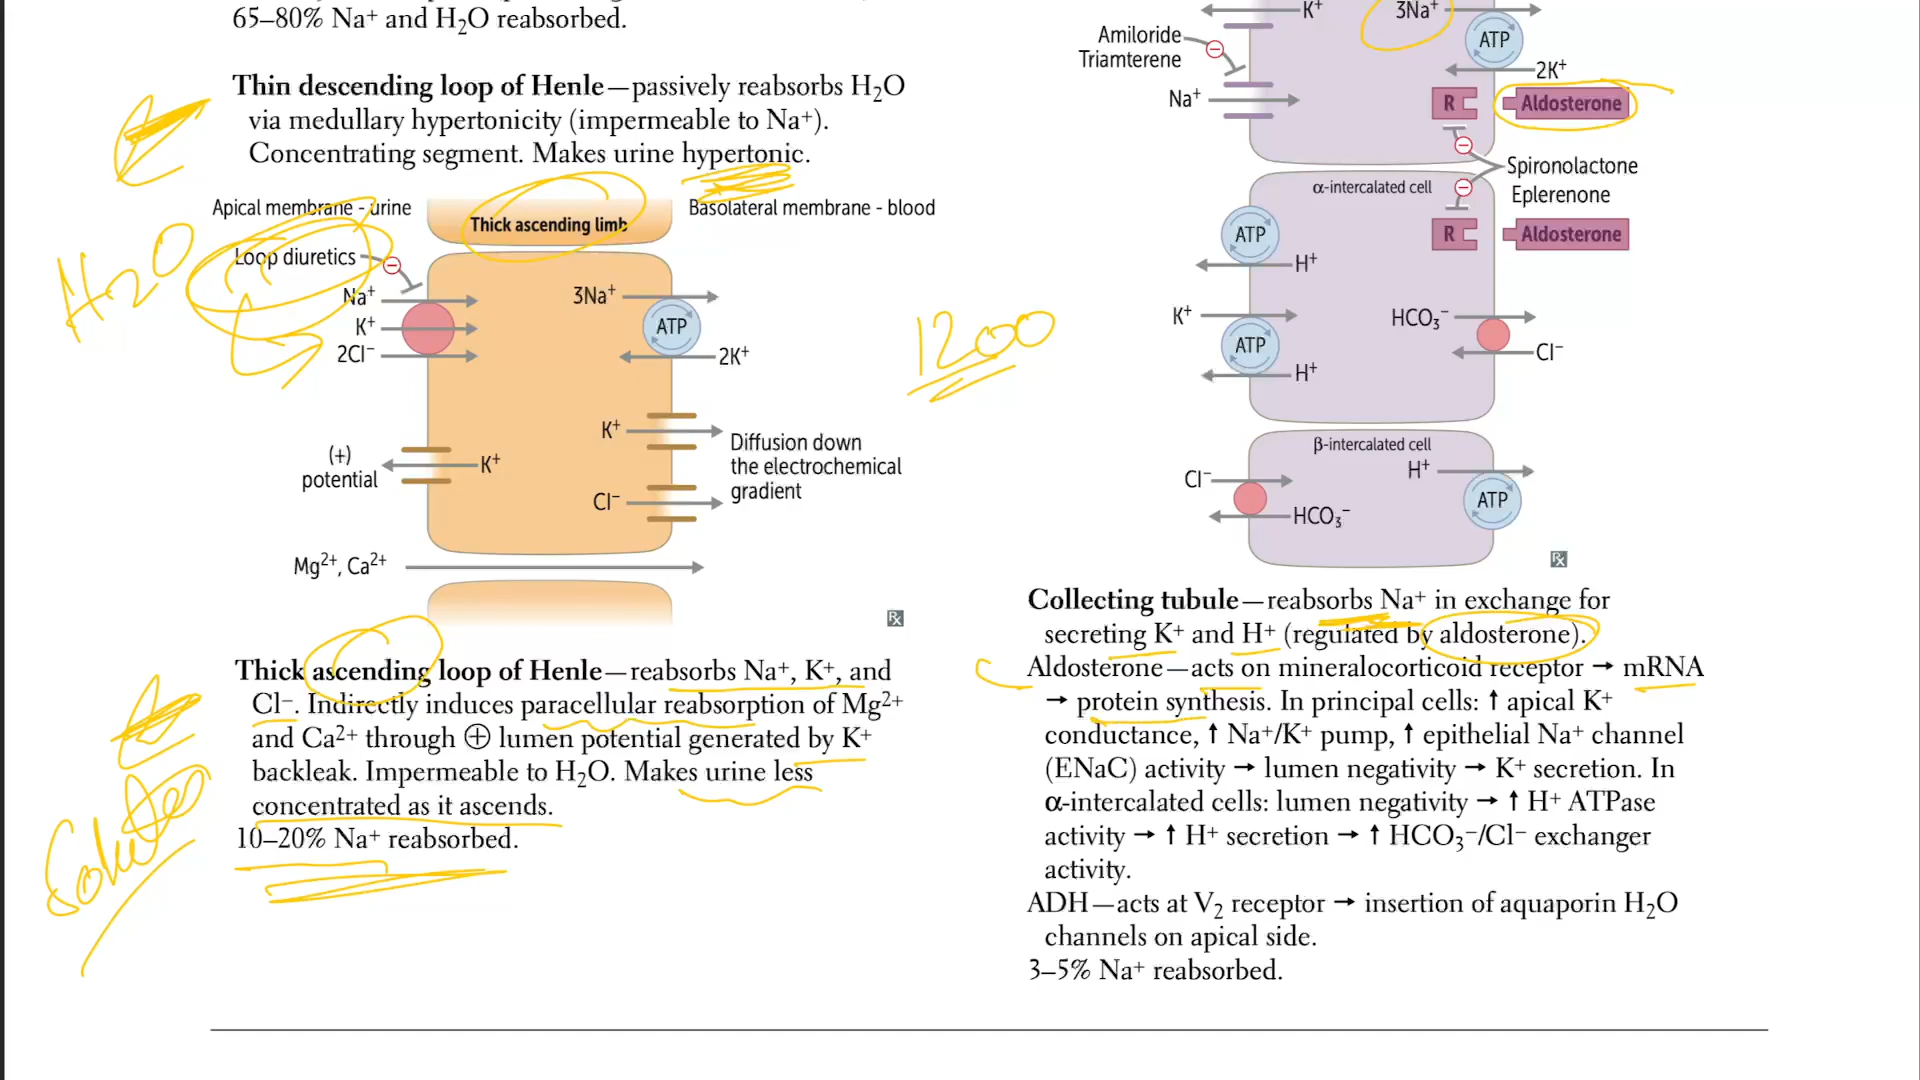 65–80% Na⁺ and H₂O reabsorbed.
Thin descending loop of Henle—passively reabsorbs H₂O
via medullary hypertonicity (impermeable to Na⁺).
Concentrating segment. Makes urine hypertonic.
Apical membrane - urine
Thick ascending limb
Basolateral membrane - blood
H2O
Loop diuretics
Na⁺
K⁺
2Cl⁻
3Na⁺
ATP
2K⁺
(+)
potential
K⁺
K⁺
Cl⁻
Diffusion down
the electrochemical
gradient
Mg²⁺, Ca²⁺
Rx
1200
Thick ascending loop of Henle—reabsorbs Na⁺, K⁺, and
Cl⁻. Indirectly induces paracellular reabsorption of Mg²⁺
and Ca²⁺ through ⊕ lumen potential generated by K⁺
backleak. Impermeable to H₂O. Makes urine less
concentrated as it ascends.
10–20% Na⁺ reabsorbed.
K⁺
3Na⁺
ATP
Amiloride
Triamterene
2K⁺
Na⁺
R
Aldosterone
Spironolactone
Eplerenone
α-intercalated cell
R
Aldosterone
ATP
H⁺
K⁺
ATP
H⁺
HCO₃⁻
Cl⁻
β-intercalated cell
Cl⁻
HCO₃⁻
H⁺
ATP
Rx
Collecting tubule—reabsorbs Na⁺ in exchange for
secreting K⁺ and H⁺ (regulated by aldosterone).
Aldosterone—acts on mineralocorticoid receptor → mRNA
→ protein synthesis. In principal cells: ↑ apical K⁺
conductance, ↑ Na⁺/K⁺ pump, ↑ epithelial Na⁺ channel
(ENaC) activity → lumen negativity → K⁺ secretion. In
α-intercalated cells: lumen negativity → ↑ H⁺ ATPase
activity → ↑ H⁺ secretion → ↑ HCO₃⁻/Cl⁻ exchanger
activity.
ADH—acts at V₂ receptor → insertion of aquaporin H₂O
channels on apical side.
3–5% Na⁺ reabsorbed.